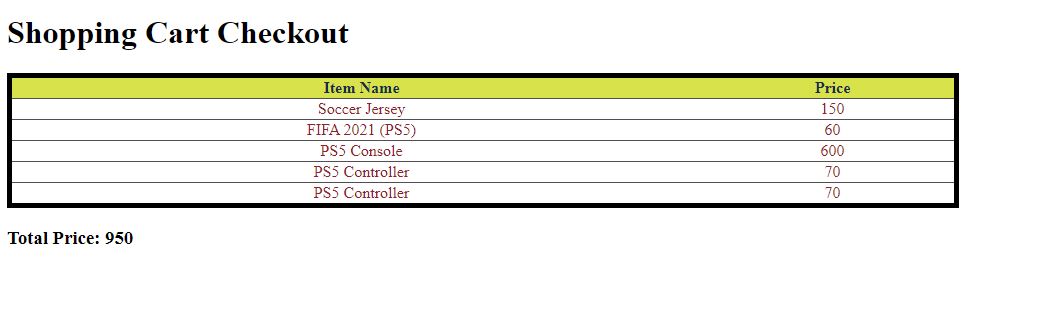 Shopping Cart Checkout
Item Name Price
Soccer Jersey 150
FIFA 2021 (PS5) 60
PS5 Console 600
PS5 Controller 70
PS5 Controller 70
Total Price: 950